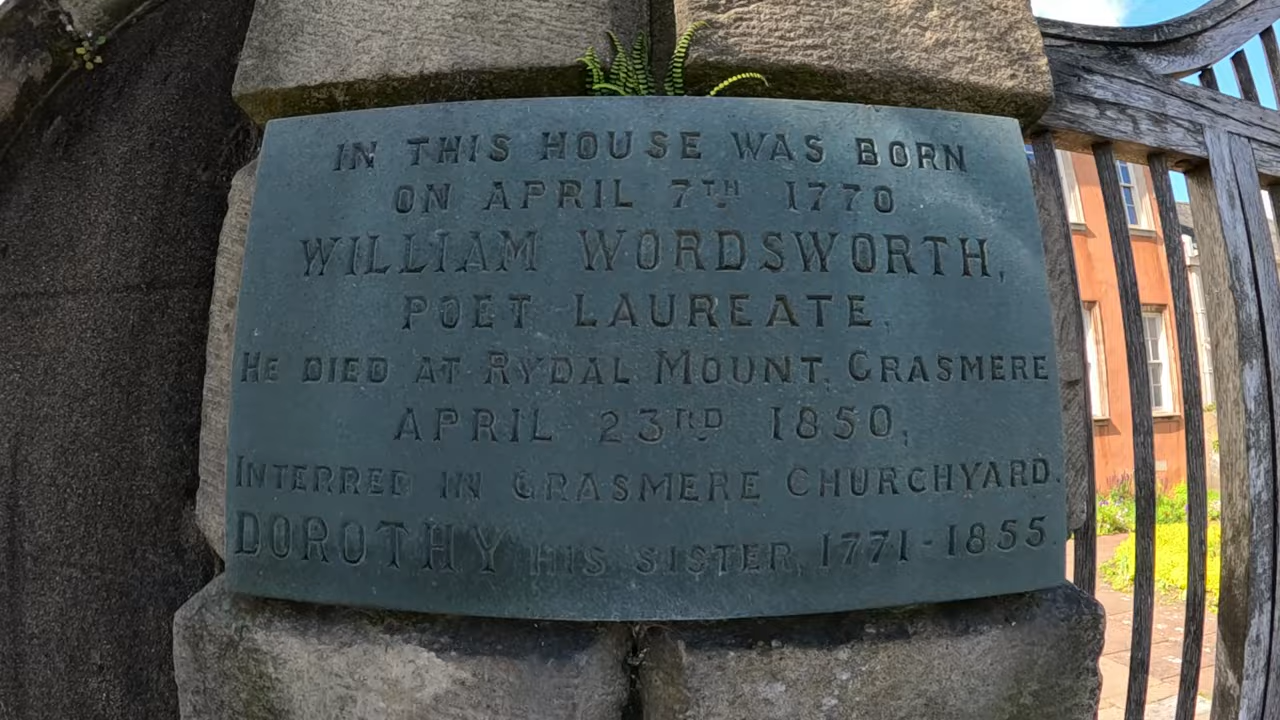 IN THIS HOUSE WAS BORN
ON APRIL 7TH 1770
WILLIAM WORDSWORTH,
POET LAUREATE.
HE DIED AT RYDAL MOUNT, GRASMERE
APRIL 23RD 1850,
INTERRED IN GRASMERE CHURCHYARD.
DOROTHY HIS SISTER, 1771-1855.